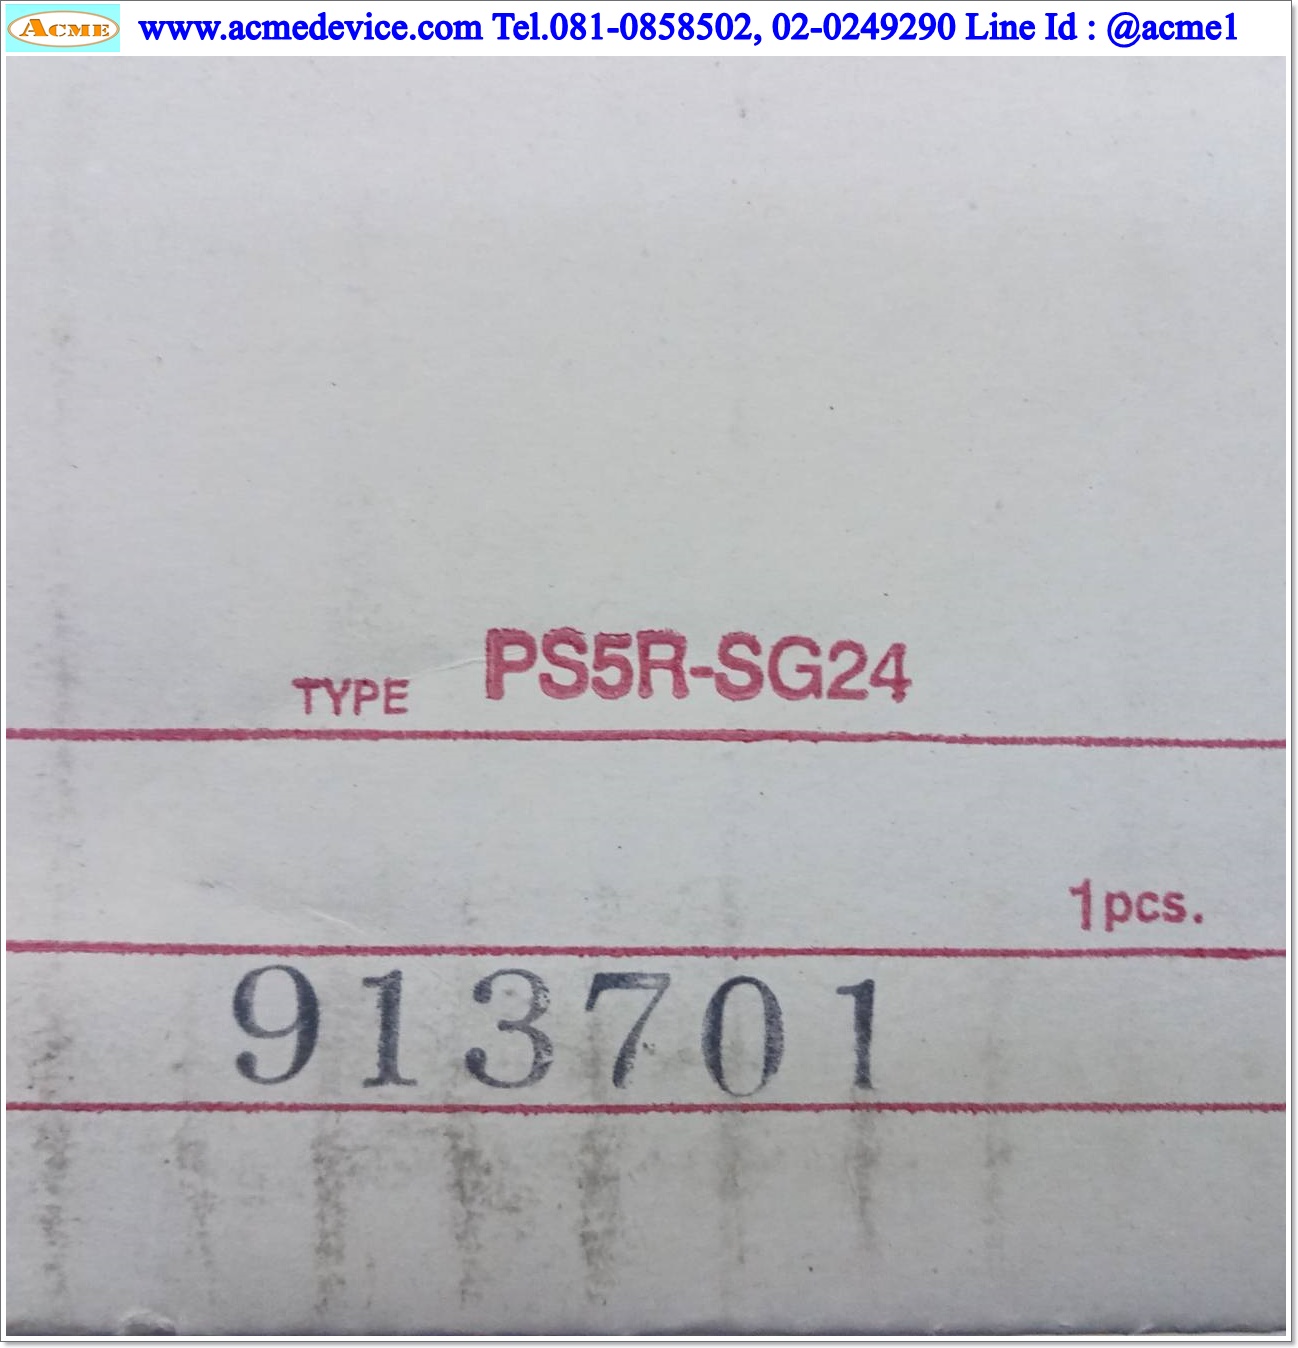 ACME www.acmedevice.com Tel.081-0858502, 02-0249290 Line Id : @acme1
TYPE PS5R-SG24
1pcs.
913701